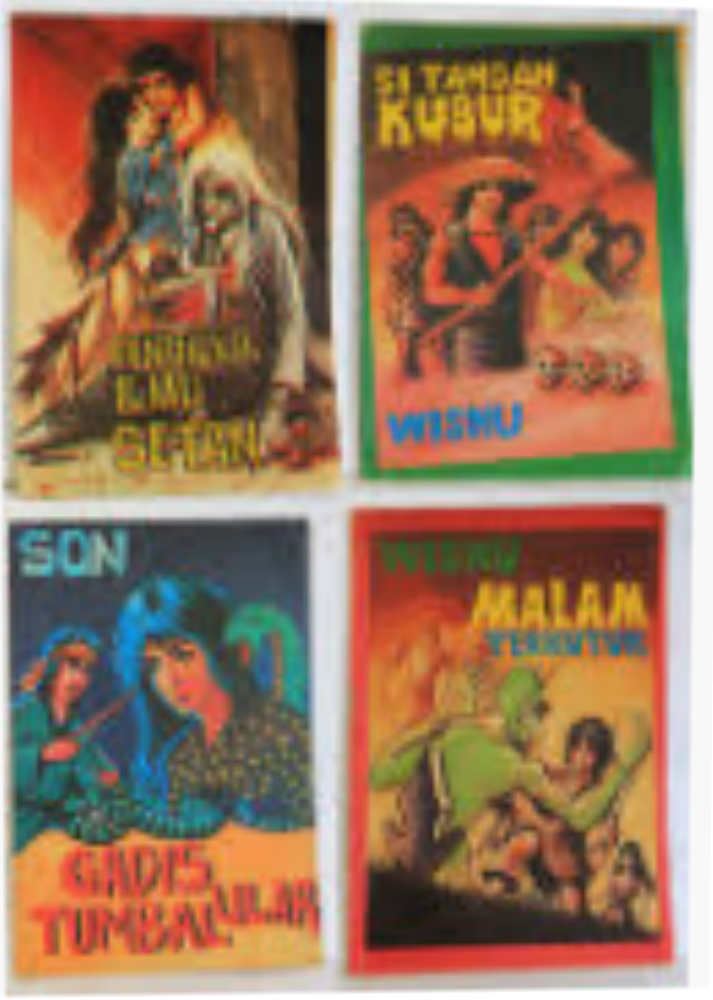 ILMU
SETAN
SI TANGAN
KUBUR
WISNU
SON
GADIS
TUMBAL ULAR
WISNU
MALAM
TERKUTUK